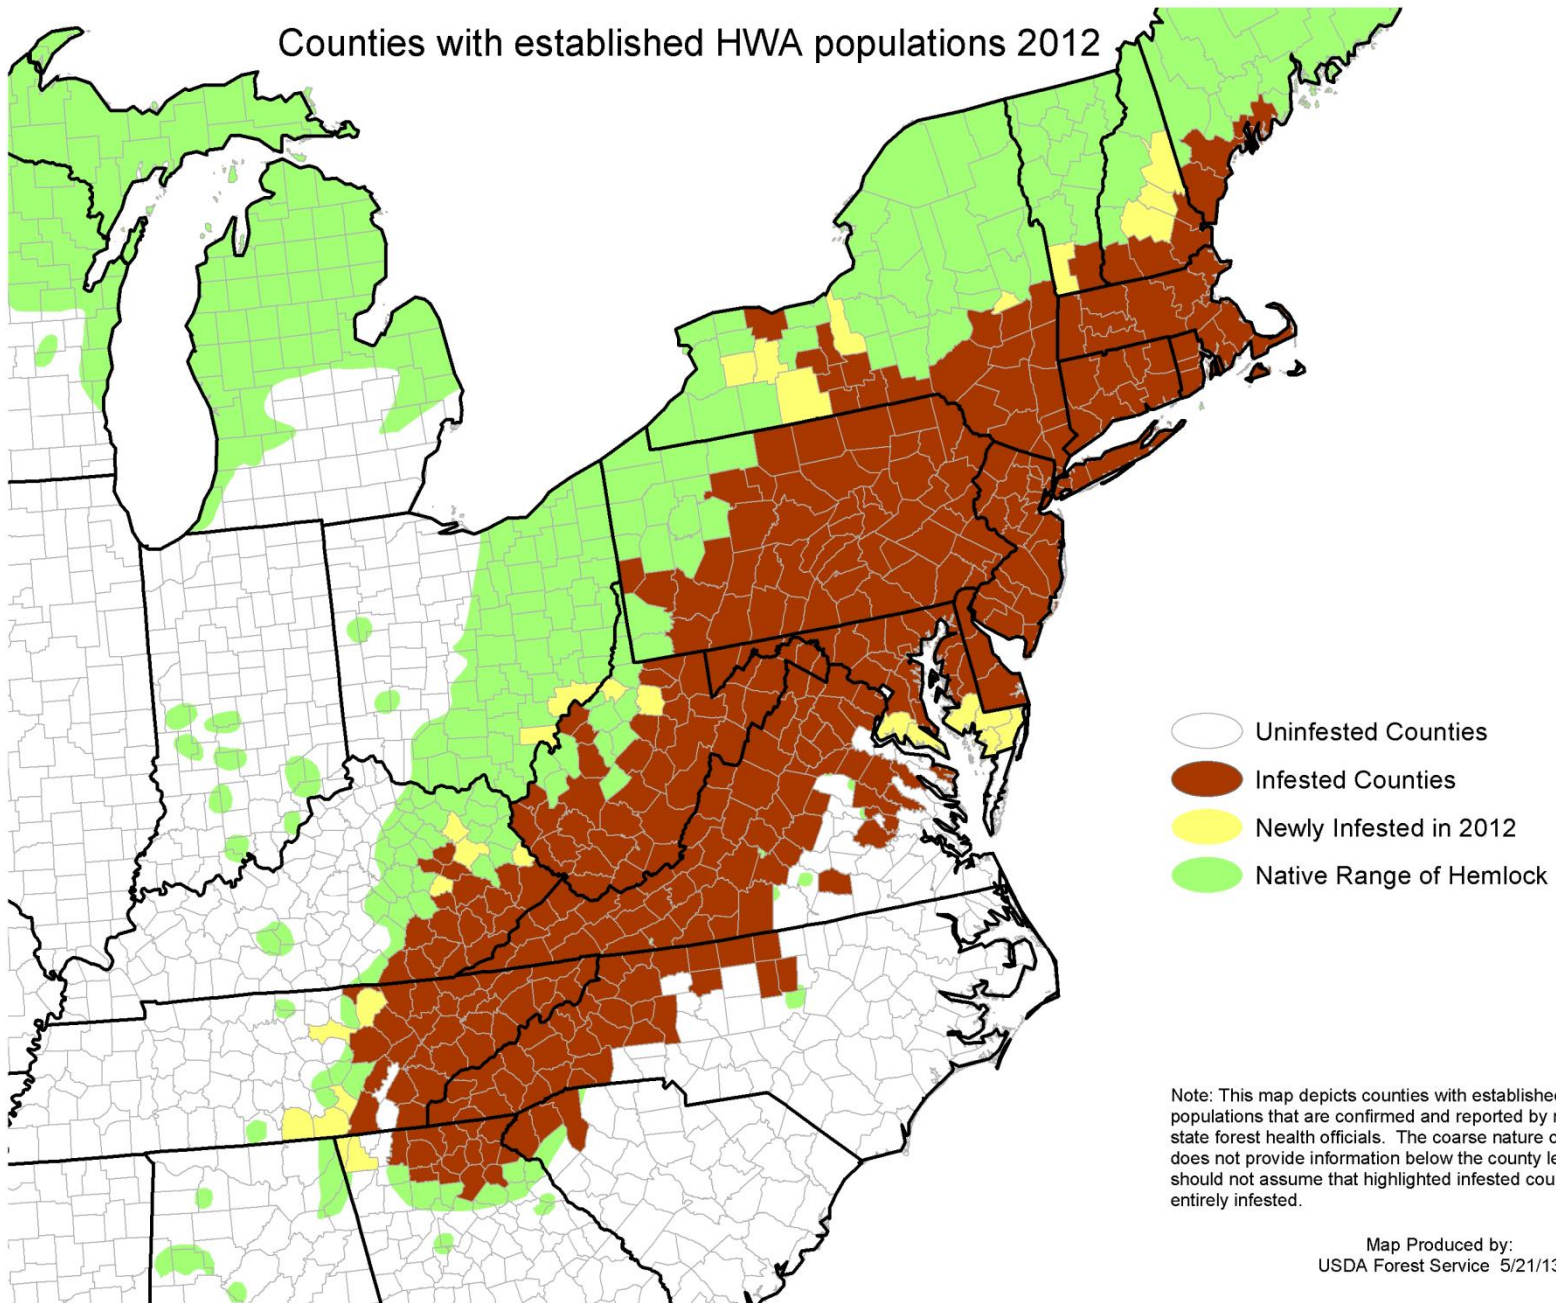 Counties with established HWA populations 2012
Uninfested Counties
Infested Counties
Newly Infested in 2012
Native Range of Hemlock
Note: This map depicts counties with established
populations that are confirmed and reported by
state forest health officials. The coarse nature
does not provide information below the county
should not assume that highlighted infested
entirely infested.
Map Produced by:
USDA Forest Service 5/21/13